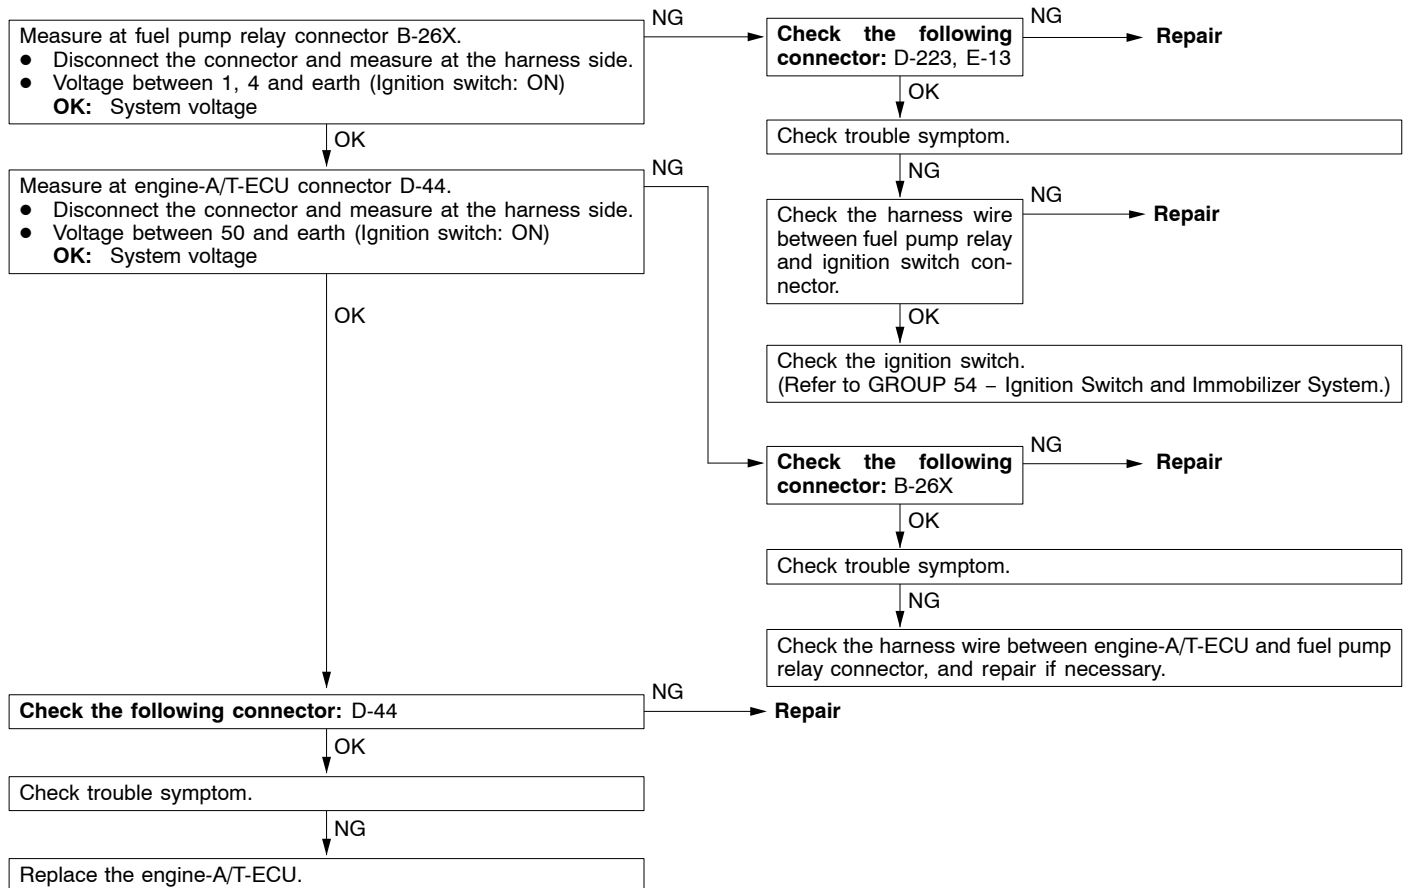 Measure at fuel pump relay connector B-26X.
● Disconnect the connector and measure at the harness side.
● Voltage between 1, 4 and earth (Ignition switch: ON)
OK: System voltage
NG
Check the following
connector: D-223, E-13
NG
Repair
OK
Check trouble symptom.
NG
Check the harness wire
between fuel pump relay
and ignition switch con-
nector.
NG
Repair
OK
Check the ignition switch.
(Refer to GROUP 54 – Ignition Switch and Immobilizer System.)
OK
Measure at engine-A/T-ECU connector D-44.
● Disconnect the connector and measure at the harness side.
● Voltage between 50 and earth (Ignition switch: ON)
OK: System voltage
NG
Check the following
connector: B-26X
NG
Repair
OK
Check trouble symptom.
NG
Check the harness wire between engine-A/T-ECU and fuel pump
relay connector, and repair if necessary.
OK
Check the following connector: D-44
NG
Repair
OK
Check trouble symptom.
NG
Replace the engine-A/T-ECU.